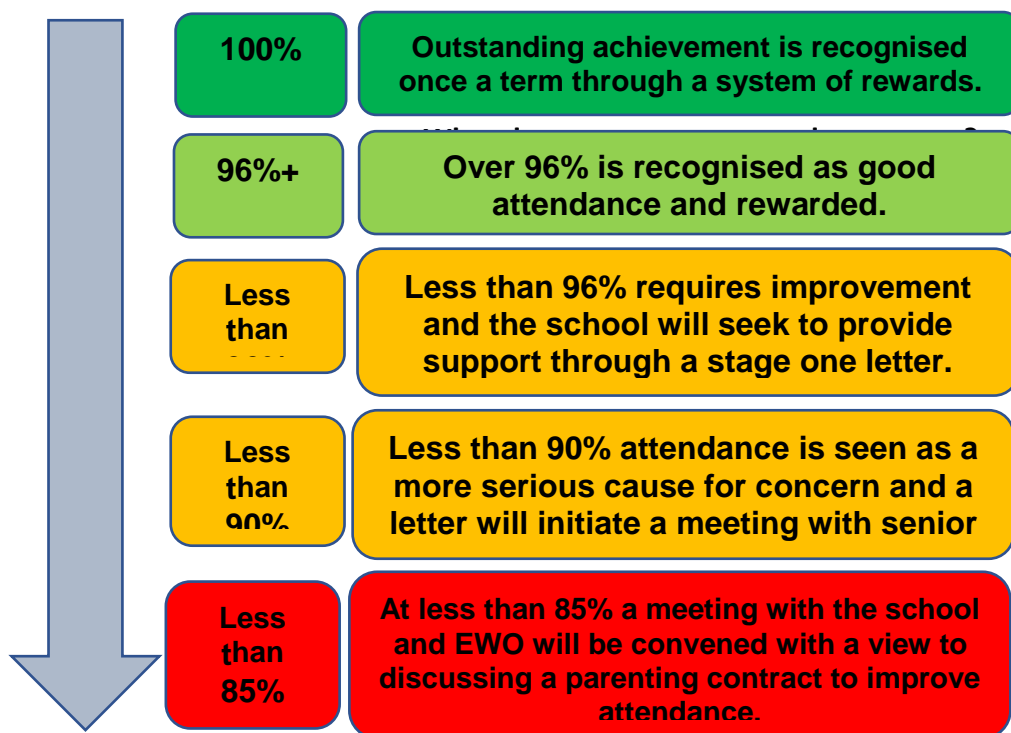 100%
Outstanding achievement is recognised
once a term through a system of rewards.
96%+
Over 96% is recognised as good
attendance and rewarded.
Less
than
Less than 96% requires improvement
and the school will seek to provide
support through a stage one letter.
Less
than
90%
Less than 90% attendance is seen as a
more serious cause for concern and a
letter will initiate a meeting with senior
Less
than
85%
At less than 85% a meeting with the school
and EWO will be convened with a view to
discussing a parenting contract to improve
attendance.